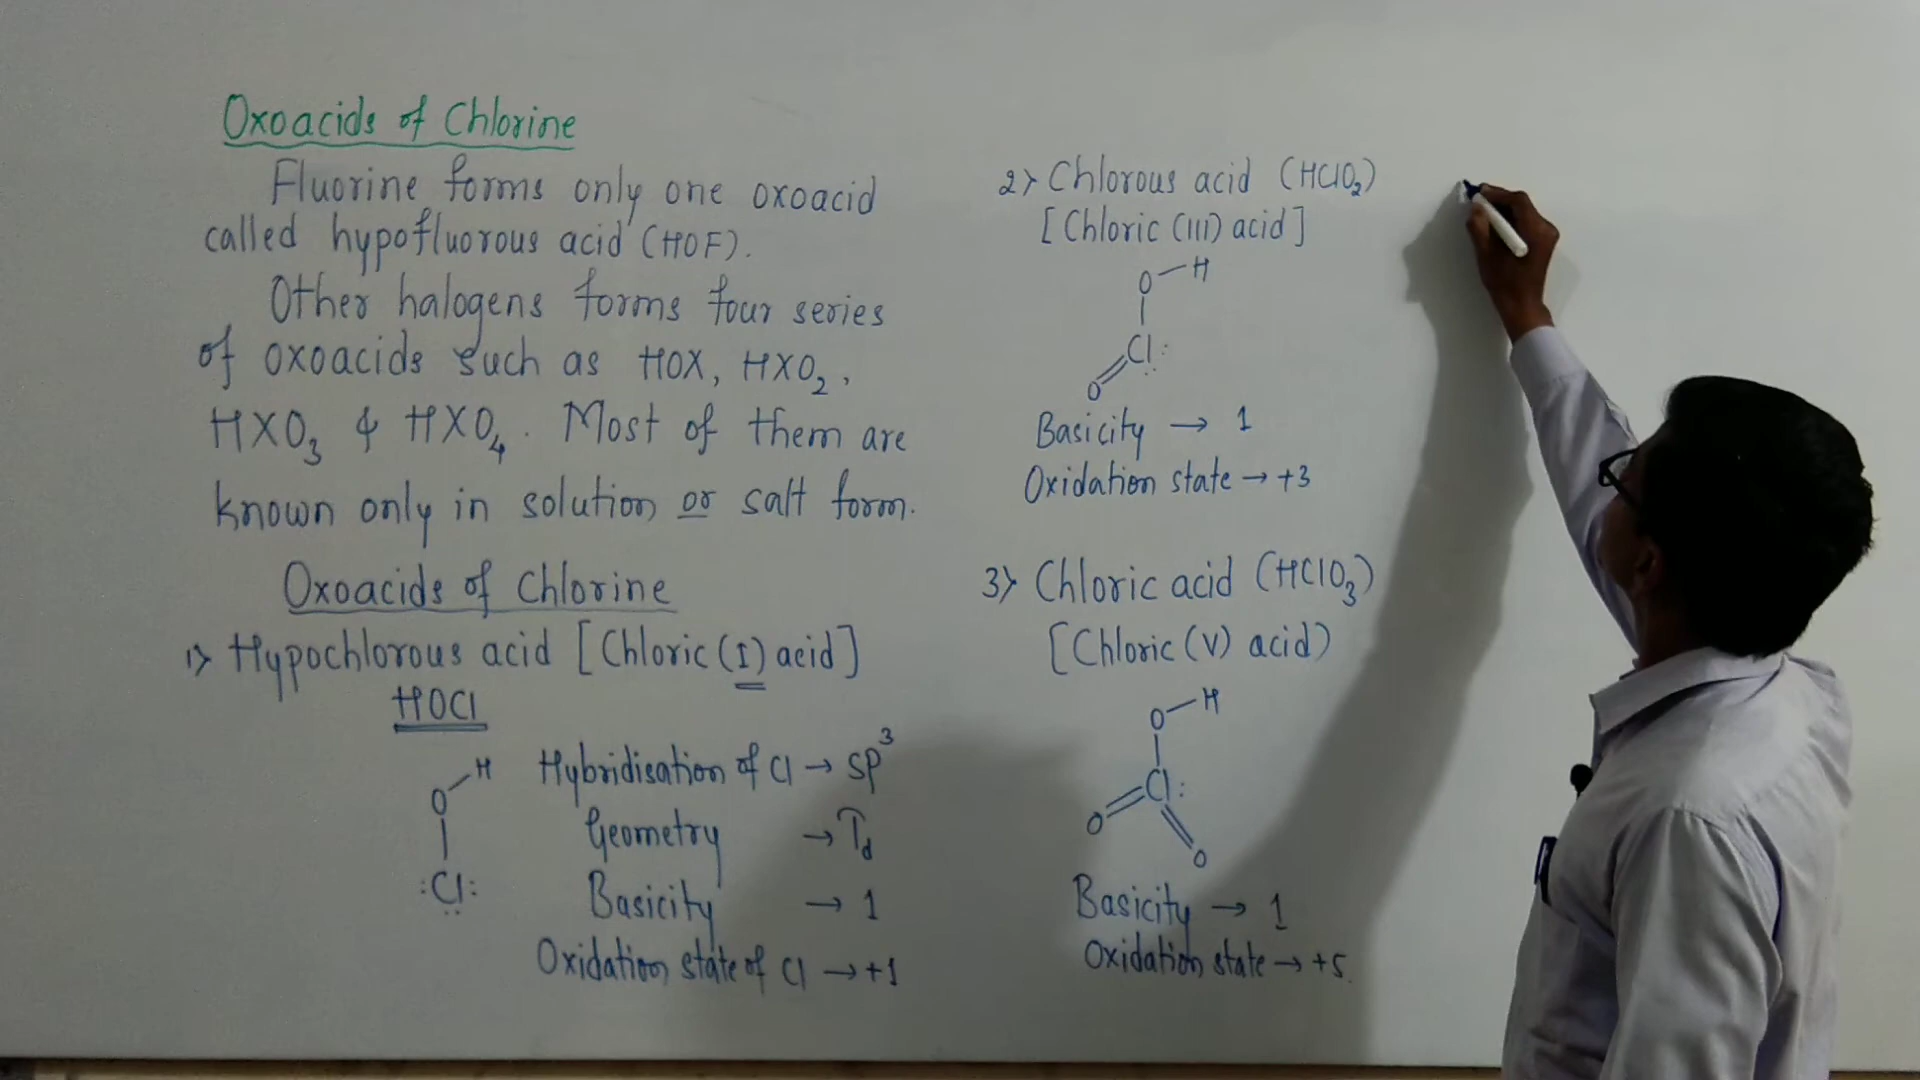 Oxoacids of Chlorine
Fluorine forms only one oxoacid
called hypofluorous acid (HOF).
Other halogens forms four series
of oxoacids such as HOX, HXO₂,
HXO₃ & HXO₄. Most of them are
known only in solution or salt form.
Oxoacids of Chlorine
1> Hypochlorous acid [Chloric (I) acid]
HOCl
H
O
:Cl:
Hybridisation of Cl → sp³
Geometry → Td
Basicity → 1
Oxidation state of Cl → +1
2> Chlorous acid (HClO₂)
[Chloric (III) acid]
O-H
Cl:
O
Basicity → 1
Oxidation state → +3
3> Chloric acid (HClO₃)
[Chloric (V) acid)
O-H
Cl:
O
O
Basicity → 1
Oxidation state → +5.